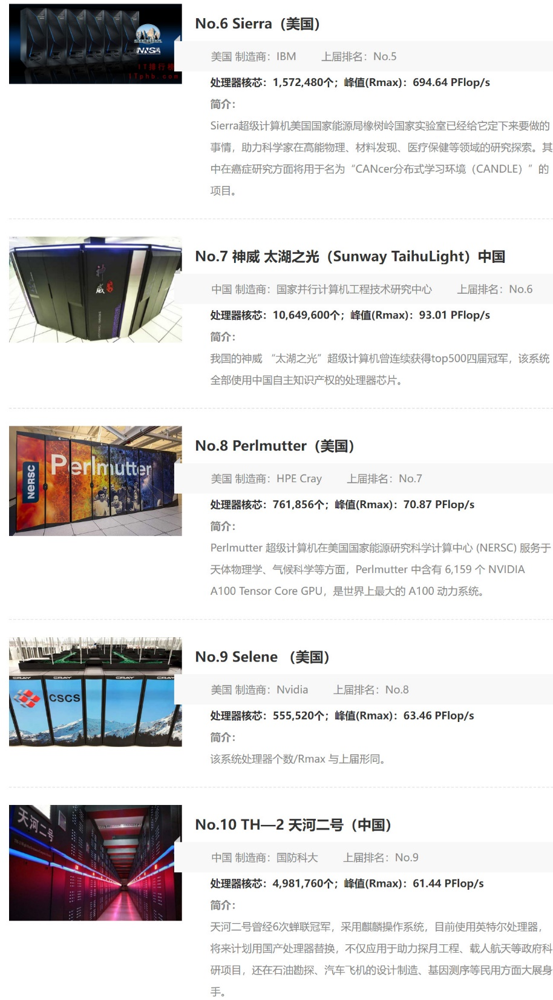 No.6 Sierra（美国）
SIERRA
NNSA
IT排行榜
ITphb.com
美国 制造商：IBM 上届排名：No.5
处理器核芯：1,572,480个；峰值(Rmax)：694.64 PFlop/s
简介：
Sierra超级计算机美国国家能源局橡树岭国家实验室已经给它定下来要做的
事情，助力科学家在高能物理、材料发现、医疗保健等领域的研究探索。其
中在癌症研究方面将用于名为“CANcer分布式学习环境（CANDLE）”的
项目。
No.7 神威 太湖之光（Sunway TaihuLight）中国
神威
中国 制造商：国家并行计算机工程技术研究中心 上届排名：No.6
处理器核芯：10,649,600个；峰值(Rmax)：93.01 PFlop/s
简介：
我国的神威 “太湖之光”超级计算机曾连续获得top500四届冠军，该系统
全部使用中国自主知识产权的处理器芯片。
No.8 Perlmutter（美国）
NERSC
Perlmutter
美国 制造商：HPE Cray 上届排名：No.7
处理器核芯：761,856个；峰值(Rmax)：70.87 PFlop/s
简介：
Perlmutter 超级计算机在美国国家能源研究科学计算中心 (NERSC) 服务于
天体物理学、气候科学等方面，Perlmutter 中含有 6,159 个 NVIDIA
A100 Tensor Core GPU，是世界上最大的 A100 动力系统。
No.9 Selene （美国）
CRAY CRAY CRAY CRAY
CSCS
美国 制造商：Nvidia 上届排名：No.8
处理器核芯：555,520个；峰值(Rmax)：63.46 PFlop/s
简介：
该系统处理器个数/Rmax 与上届形同。
No.10 TH—2 天河二号（中国）
天河二号
中国 制造商：国防科大 上届排名：No.9
处理器核芯：4,981,760个；峰值(Rmax)：61.44 PFlop/s
简介：
天河二号曾经6次蝉联冠军，采用麒麟操作系统，目前使用英特尔处理器，
将来计划用国产处理器替换，不仅应用于助力探月工程、载人航天等政府科
研项目，还在石油勘探、汽车飞机的设计制造、基因测序等民用方面大展身
手。